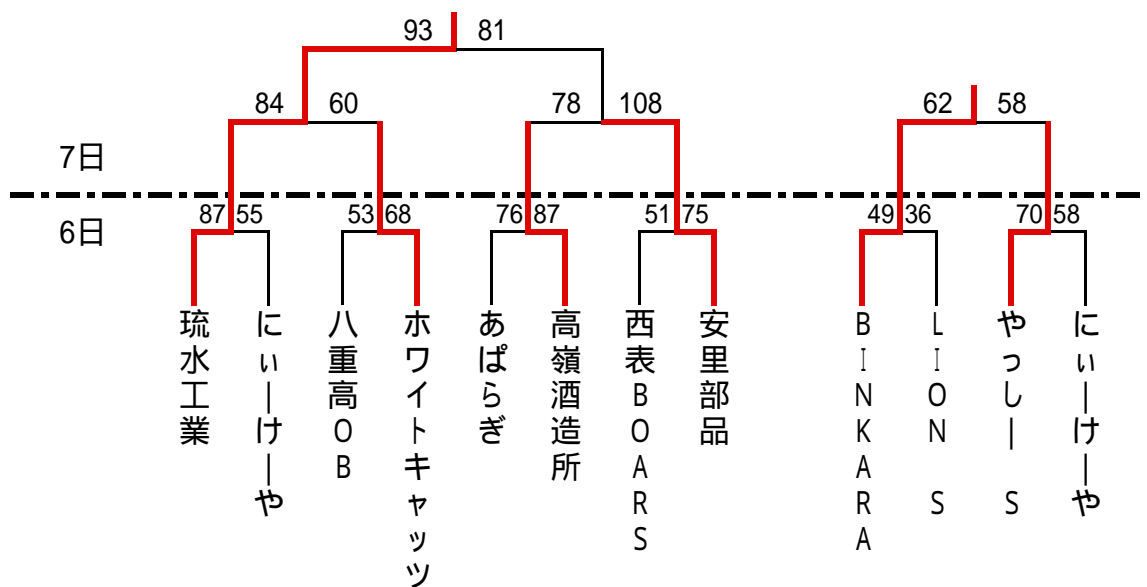 93 81
84 60 78 108 62 58
7日
87 55 53 68 76 87 51 75 49 36 70 58
6日
琉水工業
にぃーけーや
八重高OB
ホワイトキャッツ
あぱらぎ
高嶺酒造所
西表BOARS
安里部品
BINKARA
LION S
やっしー S
にぃーけーや